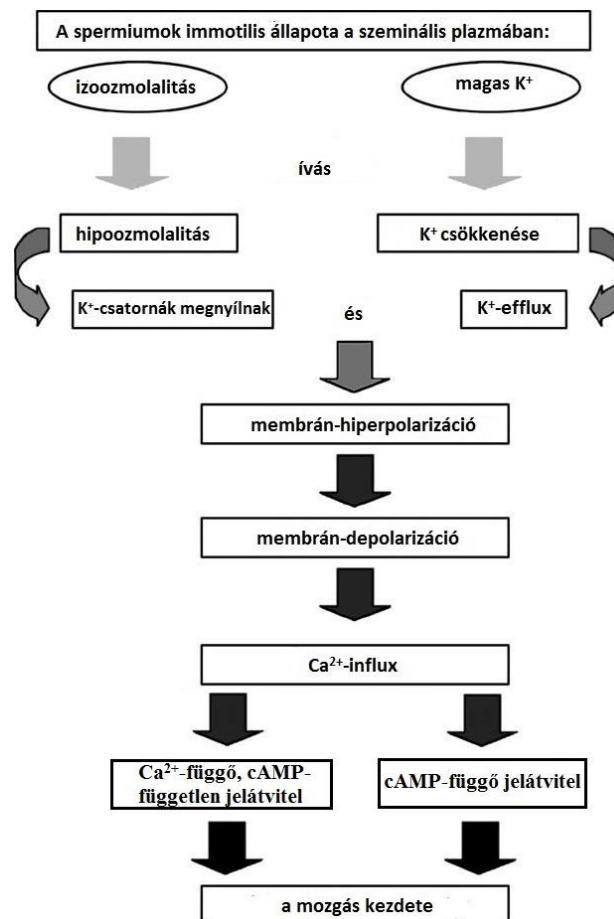 A spermiumok immotilis állapota a szeminális plazmában:
izoozmolalitás
magas K⁺
ívás
hipoozmolalitás
K⁺ csökkenése
K⁺-csatornák megnyílnak
és
K⁺-efflux
membrán-hiperpolarizáció
membrán-depolarizáció
Ca²⁺-influx
Ca²⁺-függő, cAMP-
független jelátvitel
cAMP-függő jelátvitel
a mozgás kezdete